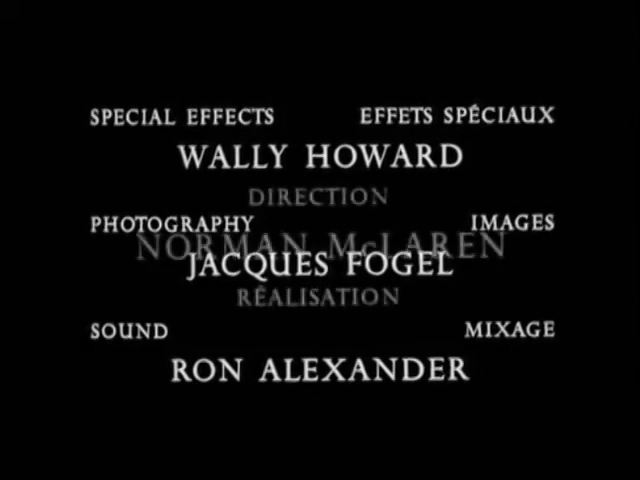 SPECIAL EFFECTS EFFETS SPÉCIAUX
WALLY HOWARD
DIRECTION
PHOTOGRAPHY IMAGES
NORMAN McLAREN
JACQUES FOGEL
RÉALISATION
SOUND MIXAGE
RON ALEXANDER